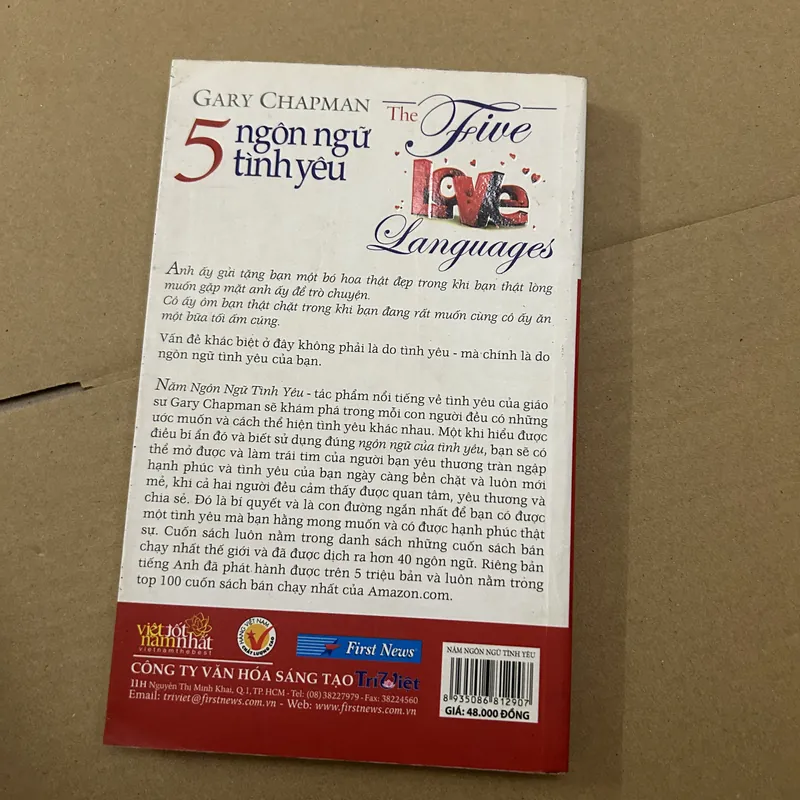 GARY CHAPMAN
5 ngôn ngữ
tình yêu
The Five
love
Languages
Anh ấy gửi tặng bạn một bó hoa thật đẹp trong khi bạn thật lòng
muốn gặp mặt anh ấy để trò chuyện.
Cô ấy ôm bạn thật chặt trong khi bạn đang rất muốn cùng cô ấy ăn
một bữa tối ấm cúng.
Vấn đề khác biệt ở đây không phải là do tình yêu - mà chính là do
ngôn ngữ tình yêu của bạn.
NĂM NGÔN NGỮ TÌNH YÊU - tác phẩm nổi tiếng về tình yêu của giáo
sư Gary Chapman sẽ khám phá trong mỗi con người đều có những
ước muốn và cách thể hiện tình yêu khác nhau. Một khi hiểu được
điều bí ẩn đó và biết sử dụng đúng ngôn ngữ của tình yêu, bạn sẽ có
thể mở được và làm trái tim của người bạn yêu thương tràn ngập
hạnh phúc và tình yêu của bạn ngày càng bền chặt và luôn mới
mẻ, khi cả hai người đều cảm thấy được quan tâm, yêu thương và
chia sẻ. Đó là bí quyết và là con đường ngắn nhất để bạn có được
một tình yêu mà bạn hằng mong muốn và có được hạnh phúc thật
sự. Cuốn sách luôn nằm trong danh sách những cuốn sách bán
chạy nhất thế giới và đã được dịch ra hơn 40 ngôn ngữ. Riêng bản
tiếng Anh đã phát hành được trên 5 triệu bản và luôn nằm trong
top 100 cuốn sách bán chạy nhất của Amazon.com.
việt nam tốt nhất
vietnamthebest
HÀNG VIỆT NAM
CHẤT LƯỢNG CAO
First News
CÔNG TY VĂN HÓA SÁNG TẠO TríViệt
11H Nguyễn Thị Minh Khai, Q.1, TP. HCM - Tel: (08) 38227979 - Fax: 38224560
Email: triviet@firstnews.com.vn - Web: www.firstnews.com.vn
NĂM NGÔN NGỮ TÌNH YÊU
8 935086 812907
GIÁ: 48.000 ĐỒNG